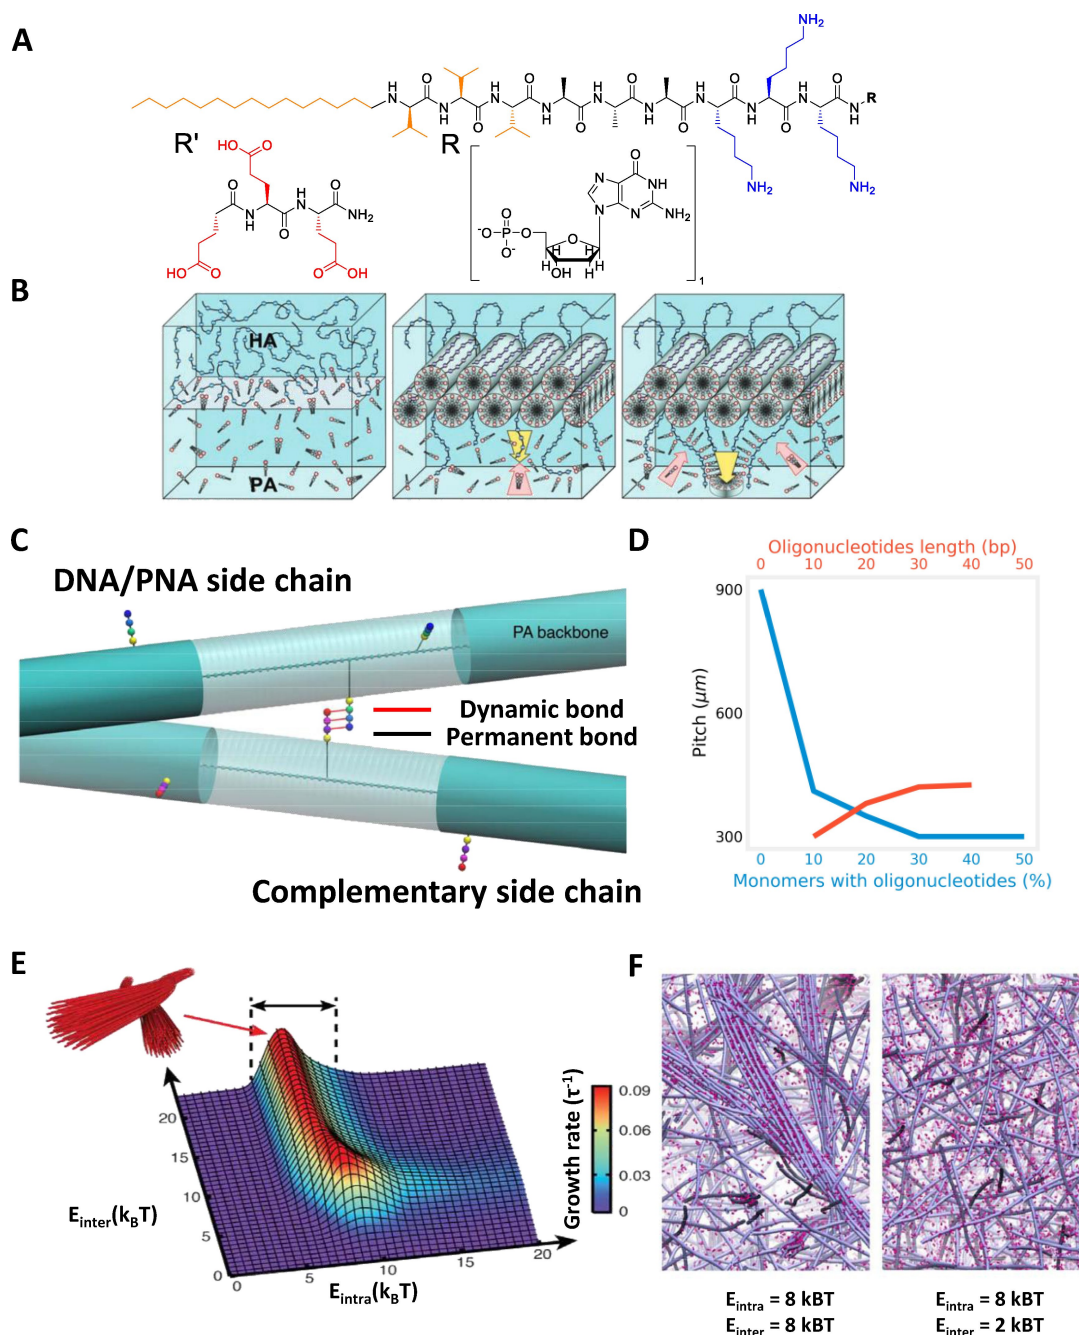 A
NH₂
O
H
N
R
R'
HO
O
NH₂
R
O
N
NH
N
N
NH₂
⁻O
P
O
O⁻
OH
H
1
NH₂
NH₂
B
HA
PA
C
DNA/PNA side chain
PA backbone
Dynamic bond
Permanent bond
Complementary side chain
D
Oligonucleotides length (bp)
0 10 20 30 40 50
900
600
300
Pitch (μm)
0 10 20 30 40 50
Monomers with oligonucleotides (%)
E
20
15
10
5
0
Einter(kBT)
0 5 10 15 20
Eintra(kBT)
Growth rate (τ⁻¹)
0.09
0.06
0.03
0
F
Eintra = 8 kBT
Einter = 8 kBT
Eintra = 8 kBT
Einter = 2 kBT